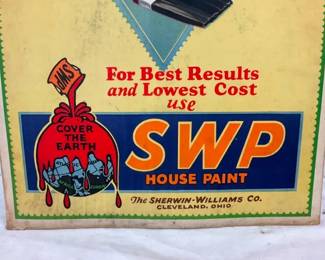 For Best Results
and Lowest Cost
use
SWP
COVER
THE
EARTH
SWP
HOUSE PAINT
The SHERWIN-WILLIAMS CO.
CLEVELAND, OHIO